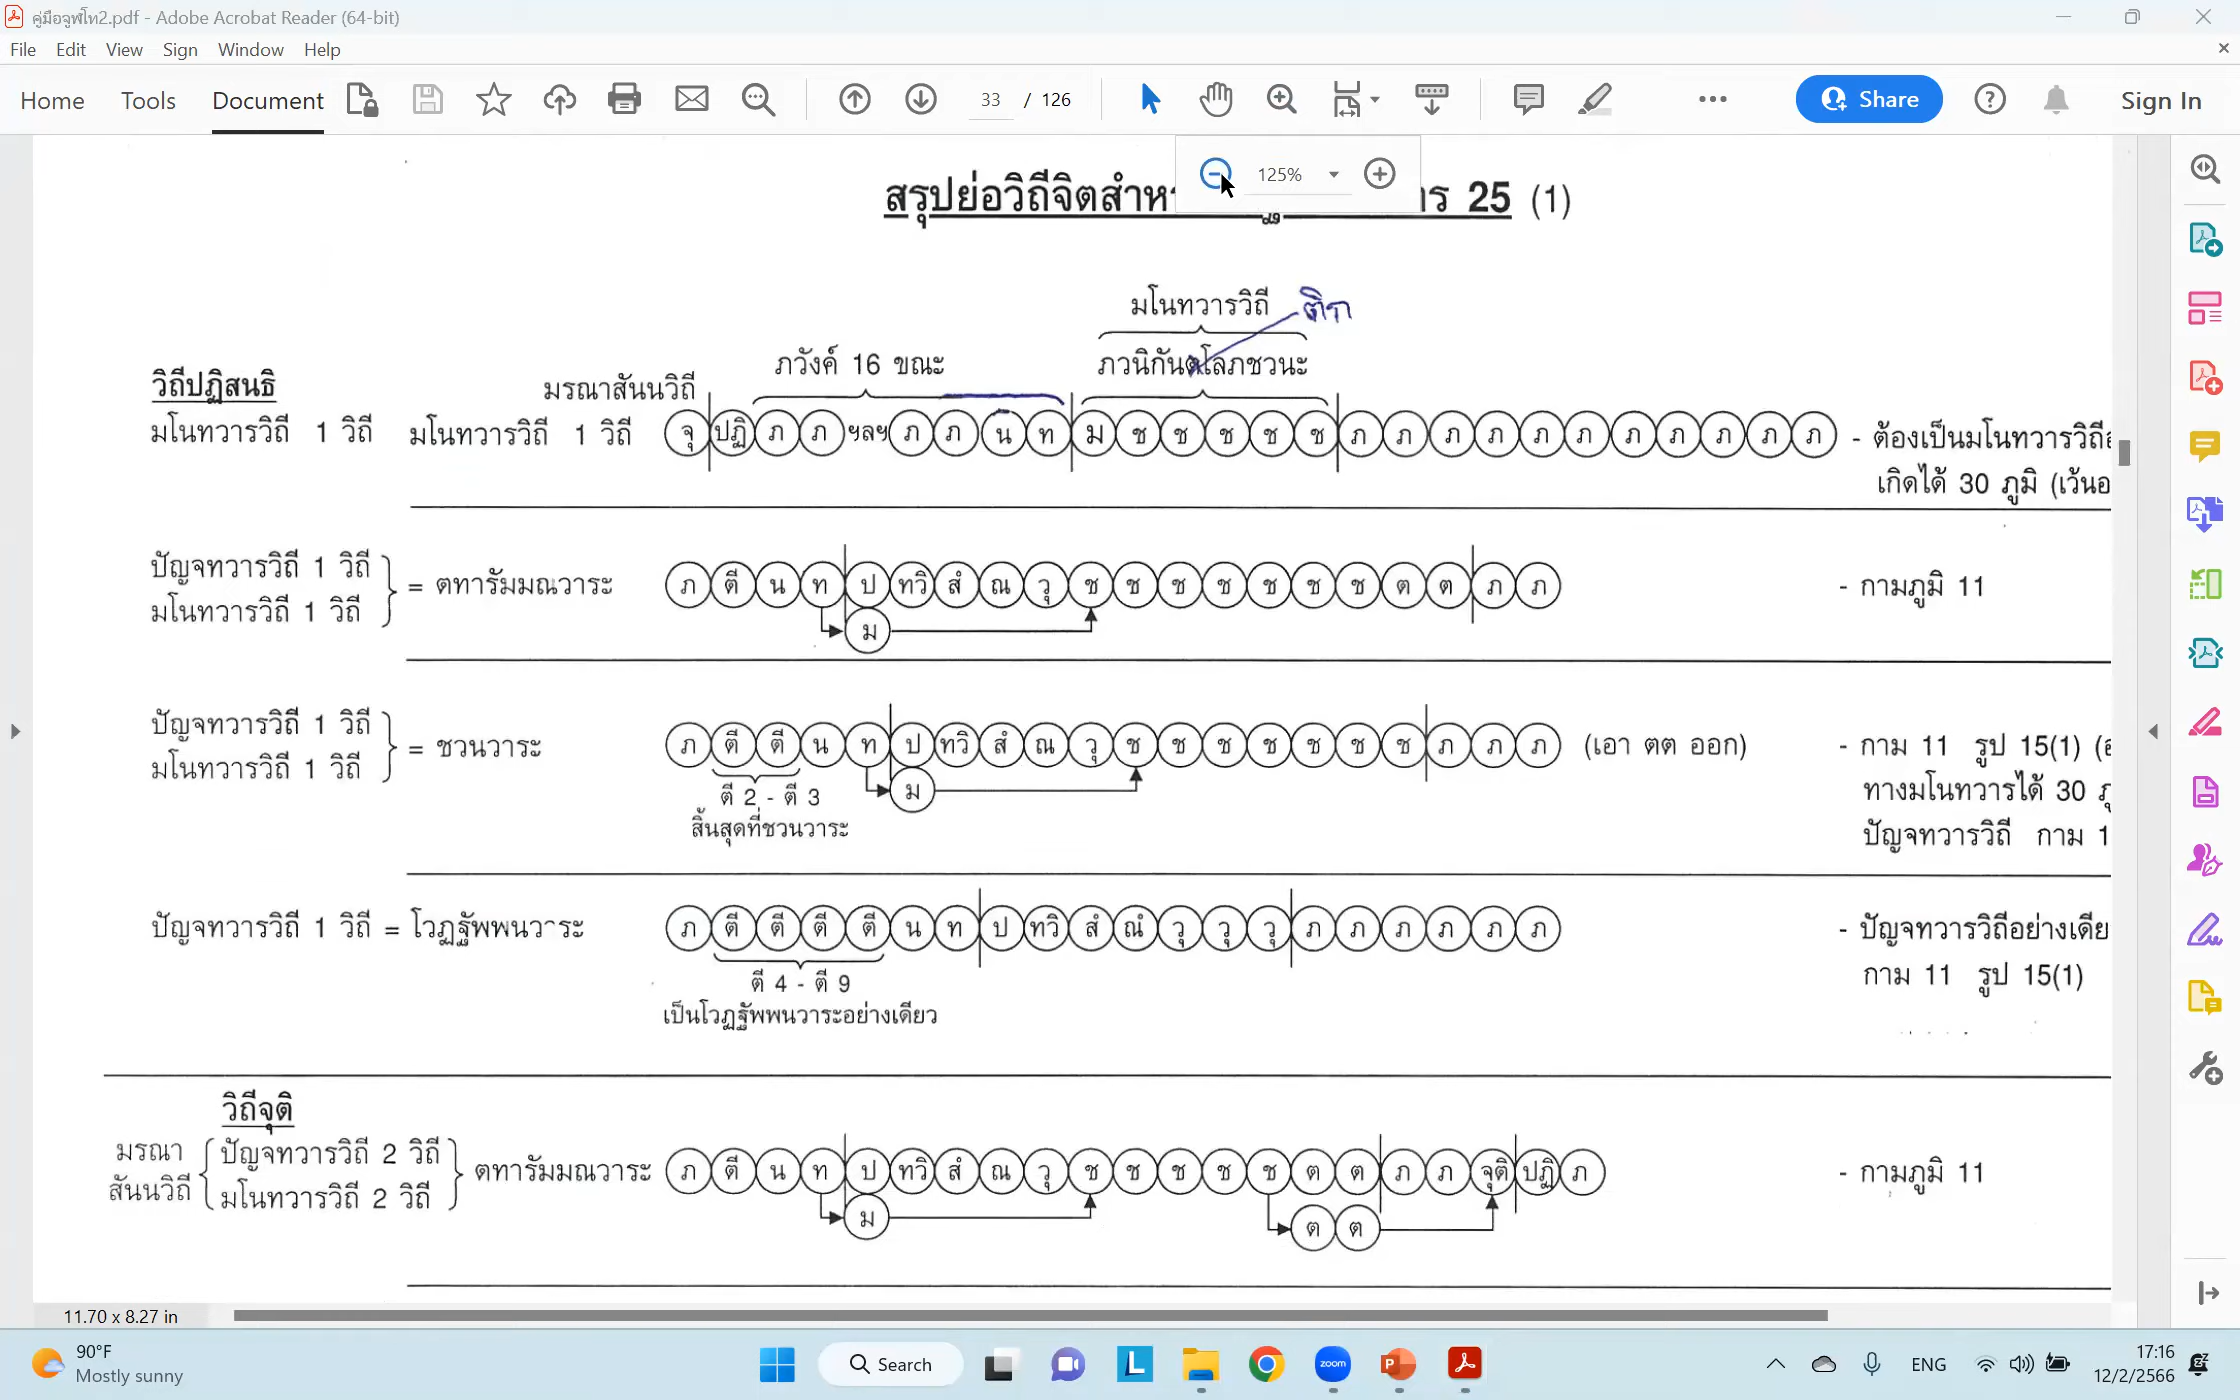 คู่มือจูฬโท2.pdf - Adobe Acrobat Reader (64-bit)
File Edit View Sign Window Help
Home Tools Document 33 / 126 Share Sign In
125%
สรุปย่อวิถีจิตสำห ร 25 (1)
มโนทวารวิถี ติก
ภวังค์ 16 ขณะ ภวนิกันตโลภชวนะ
วิถีปฏิสนธิ มรณาสันนวิถี
มโนทวารวิถี 1 วิถี มโนทวารวิถี 1 วิถี จุ ปฏิ ภ ภ ฯลฯ ภ ภ น ท ม ช ช ช ช ช ภ ภ ภ ภ ภ ภ ภ ภ ภ ภ ภ - ต้องเป็นมโนทวารวิถี
เกิดได้ 30 ภูมิ (เว้นอ
ปัญจทวารวิถี 1 วิถี
มโนทวารวิถี 1 วิถี = ตทารัมมณวาระ ภ ตี น ท ป ทวิ สํ ณ วุ ช ช ช ช ช ช ช ต ต ภ ภ - กามภูมิ 11
ม
ปัญจทวารวิถี 1 วิถี
มโนทวารวิถี 1 วิถี = ชวนวาระ ภ ตี ตี น ท ป ทวิ สํ ณ วุ ช ช ช ช ช ช ช ภ ภ ภ (เอา ตต ออก) - กาม 11 รูป 15(1) (
ม
ตี 2 - ตี 3 ทางมโนทวารได้ 30 ภู
สิ้นสุดที่ชวนวาระ ปัญจทวารวิถี กาม 1
ปัญจทวารวิถี 1 วิถี = โวฏฐัพพนวาระ ภ ตี ตี ตี ตี น ท ป ทวิ สํ ณํ วุ วุ วุ ภ ภ ภ ภ ภ ภ - ปัญจทวารวิถีอย่างเดีย
ตี 4 - ตี 9 กาม 11 รูป 15(1)
เป็นโวฏฐัพพนวาระอย่างเดียว
วิถีจุติ
มรณา
สันนวิถี
ปัญจทวารวิถี 2 วิถี
มโนทวารวิถี 2 วิถี
ตทารัมมณวาระ ภ ตี น ท ป ทวิ สํ ณ วุ ช ช ช ช ช ต ต ภ ภ จุติ ปฏิ ภ - กามภูมิ 11
ม ต ต
11.70 x 8.27 in
90°F
Mostly sunny
Search
L
zoom
P
ENG
17:16
12/2/2566